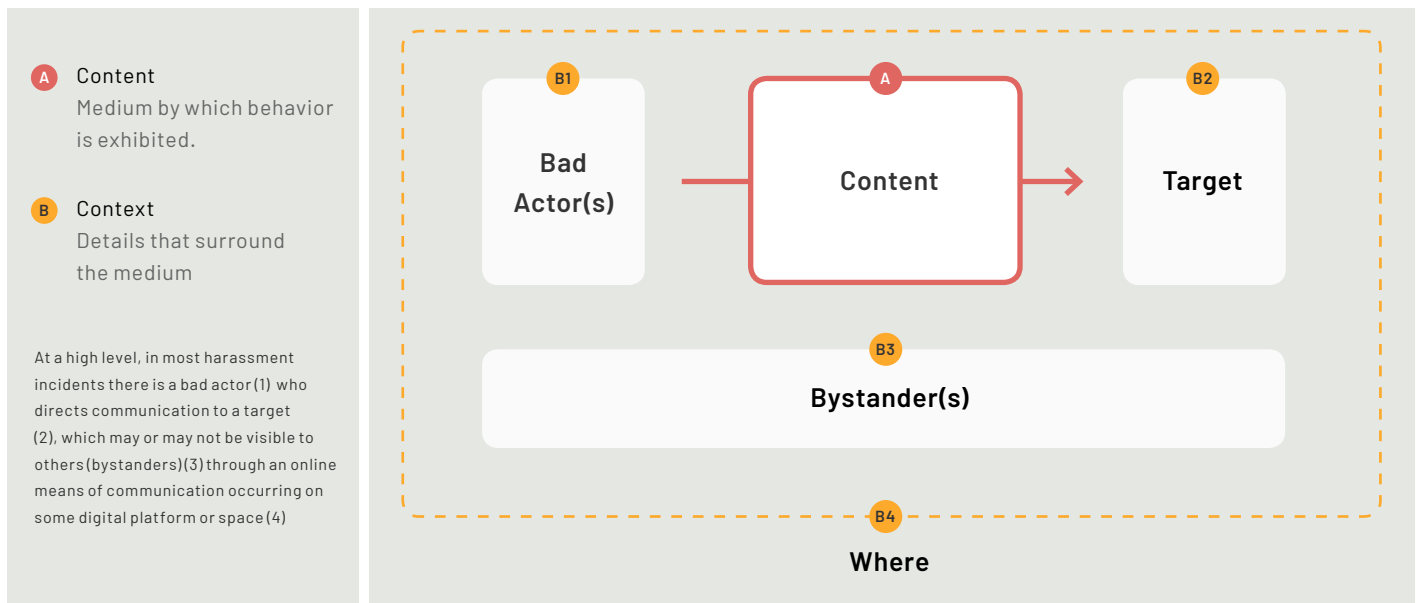 A Content
Medium by which behavior
is exhibited.
B Context
Details that surround
the medium
At a high level, in most harassment
incidents there is a bad actor (1) who
directs communication to a target
(2), which may or may not be visible to
others (bystanders) (3) through an online
means of communication occurring on
some digital platform or space (4)
B1
Bad
Actor(s)
A
Content
B2
Target
B3
Bystander(s)
B4
Where